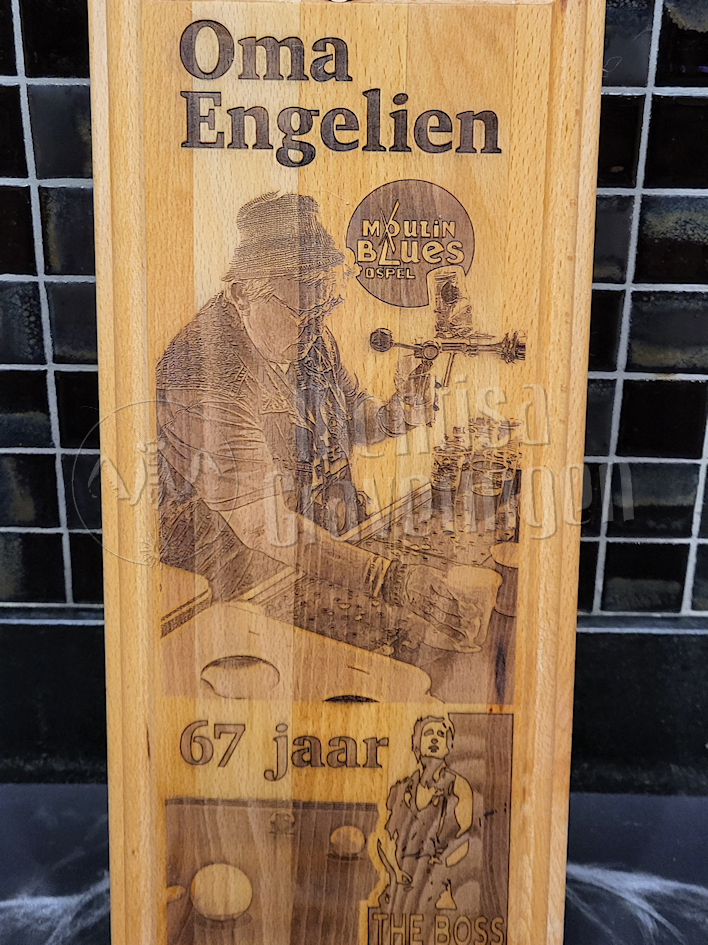 Oma
Engelien
MOULiN
BLUES
OSPEL
67 jaar
THE BOSS